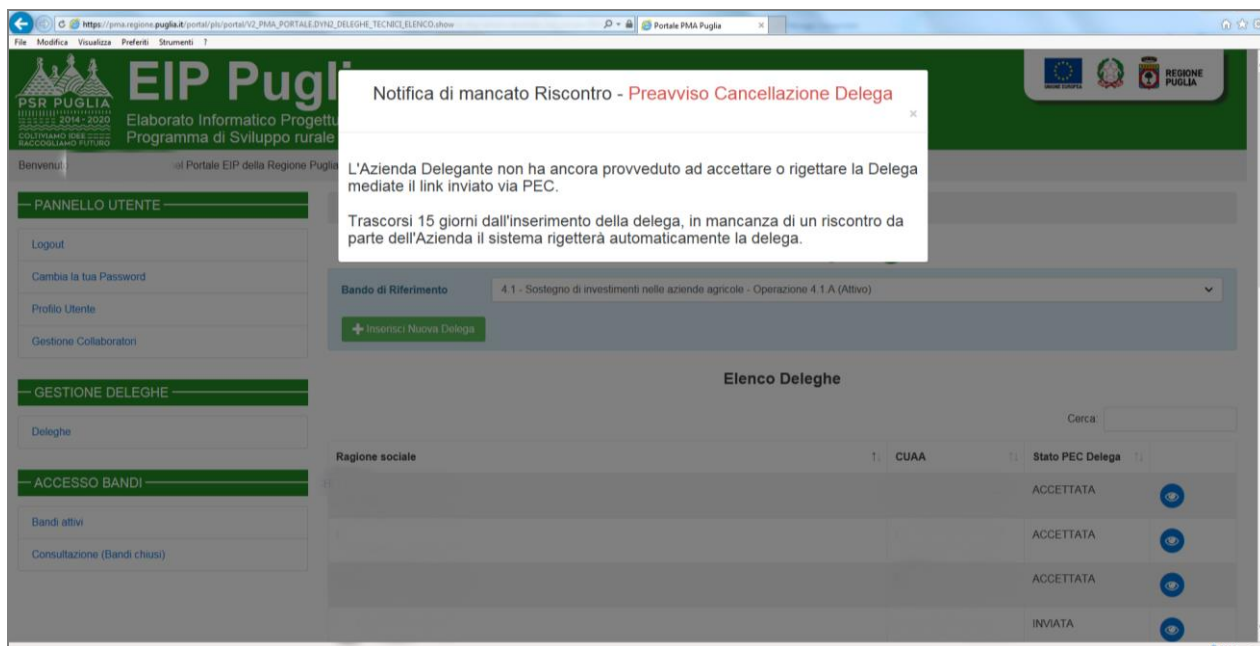 https://pma.regione.puglia.it/portal/pls/portal/V2_PMA_PORTALE.DYN2_DELEGHE_TECNICI_ELENCO.show
Portale PMA Puglia
File Modifica Visualizza Preferiti Strumenti ?
PSR PUGLIA
2014 - 2020
COLTIVIAMO IDEE
RACCOGLIAMO FUTURO
EIP Pugli
Elaborato Informatico Progettu
Programma di Sviluppo rurale
UNIONE EUROPEA
REGIONE
PUGLIA
Notifica di mancato Riscontro - Preavviso Cancellazione Delega
×
L'Azienda Delegante non ha ancora provveduto ad accettare o rigettare la Delega
mediate il link inviato via PEC.
Trascorsi 15 giorni dall'inserimento della delega, in mancanza di un riscontro da
parte dell'Azienda il sistema rigetterà automaticamente la delega.
Benvenut el Portale EIP della Regione Puglia
PANNELLO UTENTE
Logout
Cambia la tua Password
Profilo Utente
Gestione Collaboratori
GESTIONE DELEGHE
Deleghe
ACCESSO BANDI
Bandi attivi
Consultazione (Bandi chiusi)
Bando di Riferimento 4.1 - Sostegno di investimenti nelle aziende agricole - Operazione 4.1.A (Attivo)
Inserisci Nuova Delega
Elenco Deleghe
Cerca:
Ragione sociale CUAA Stato PEC Delega
ACCETTATA
ACCETTATA
ACCETTATA
INVIATA